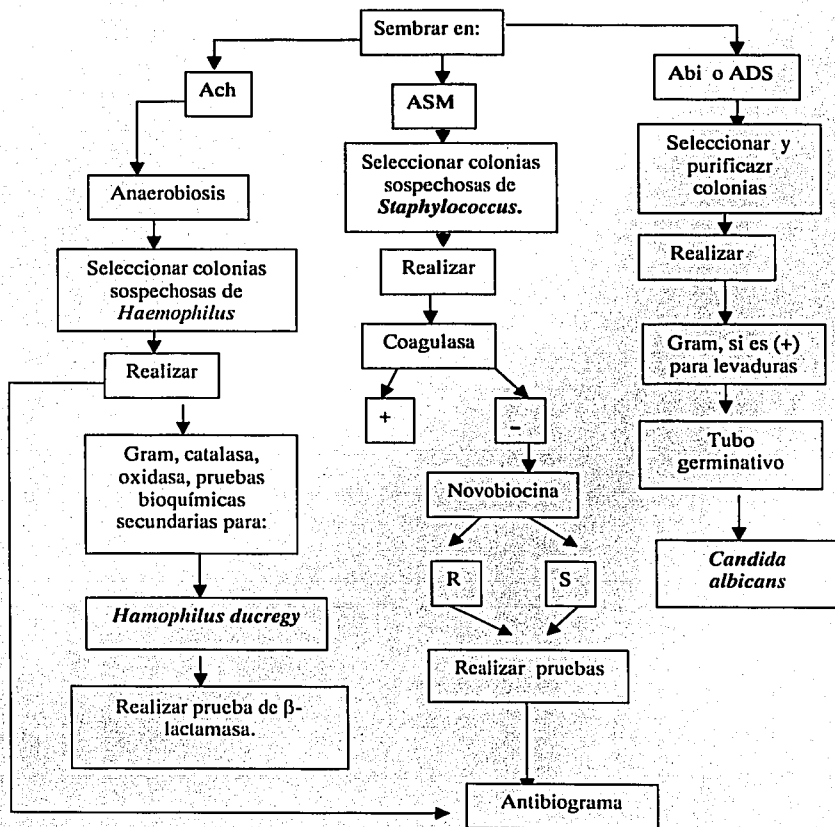 Sembrar en:
Ach
Anaerobiosis
Seleccionar colonias
sospechosas de
Haemophilus
Realizar
Gram, catalasa,
oxidasa, pruebas
bioquímicas
secundarias para:
Hamophilus ducregy
Realizar prueba de β-
lactamasa.
ASM
Seleccionar colonias
sospechosas de
Staphylococcus.
Realizar
Coagulasa
+
-
Novobiocina
R
S
Realizar pruebas
Antibiograma
Abi o ADS
Seleccionar y
purificazr
colonias
Realizar
Gram, si es (+)
para levaduras
Tubo
germinativo
Candida
albicans